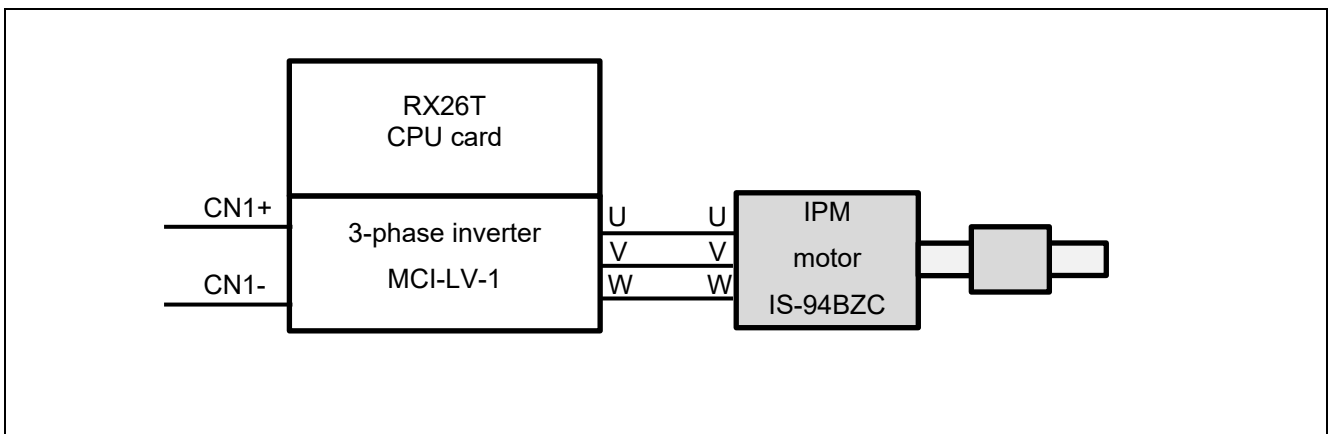 RX26T
CPU card
CN1+
3-phase inverter
MCI-LV-1
CN1-
U
V
W
U
V
W
IPM
motor
IS-94BZC